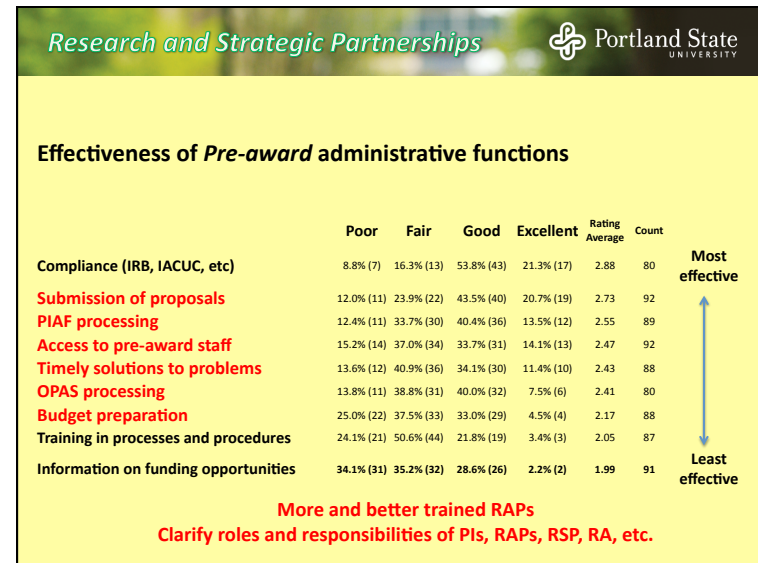 Research and Strategic Partnerships
Portland State
UNIVERSITY
Effectiveness of Pre-award administrative functions
Poor Fair Good Excellent Rating Average Count
Compliance (IRB, IACUC, etc) 8.8% (7) 16.3% (13) 53.8% (43) 21.3% (17) 2.88 80
Most effective
Submission of proposals 12.0% (11) 23.9% (22) 43.5% (40) 20.7% (19) 2.73 92
PIAF processing 12.4% (11) 33.7% (30) 40.4% (36) 13.5% (12) 2.55 89
Access to pre-award staff 15.2% (14) 37.0% (34) 33.7% (31) 14.1% (13) 2.47 92
Timely solutions to problems 13.6% (12) 40.9% (36) 34.1% (30) 11.4% (10) 2.43 88
OPAS processing 13.8% (11) 38.8% (31) 40.0% (32) 7.5% (6) 2.41 80
Budget preparation 25.0% (22) 37.5% (33) 33.0% (29) 4.5% (4) 2.17 88
Training in processes and procedures 24.1% (21) 50.6% (44) 21.8% (19) 3.4% (3) 2.05 87
Information on funding opportunities 34.1% (31) 35.2% (32) 28.6% (26) 2.2% (2) 1.99 91
Least effective
More and better trained RAPs
Clarify roles and responsibilities of PIs, RAPs, RSP, RA, etc.